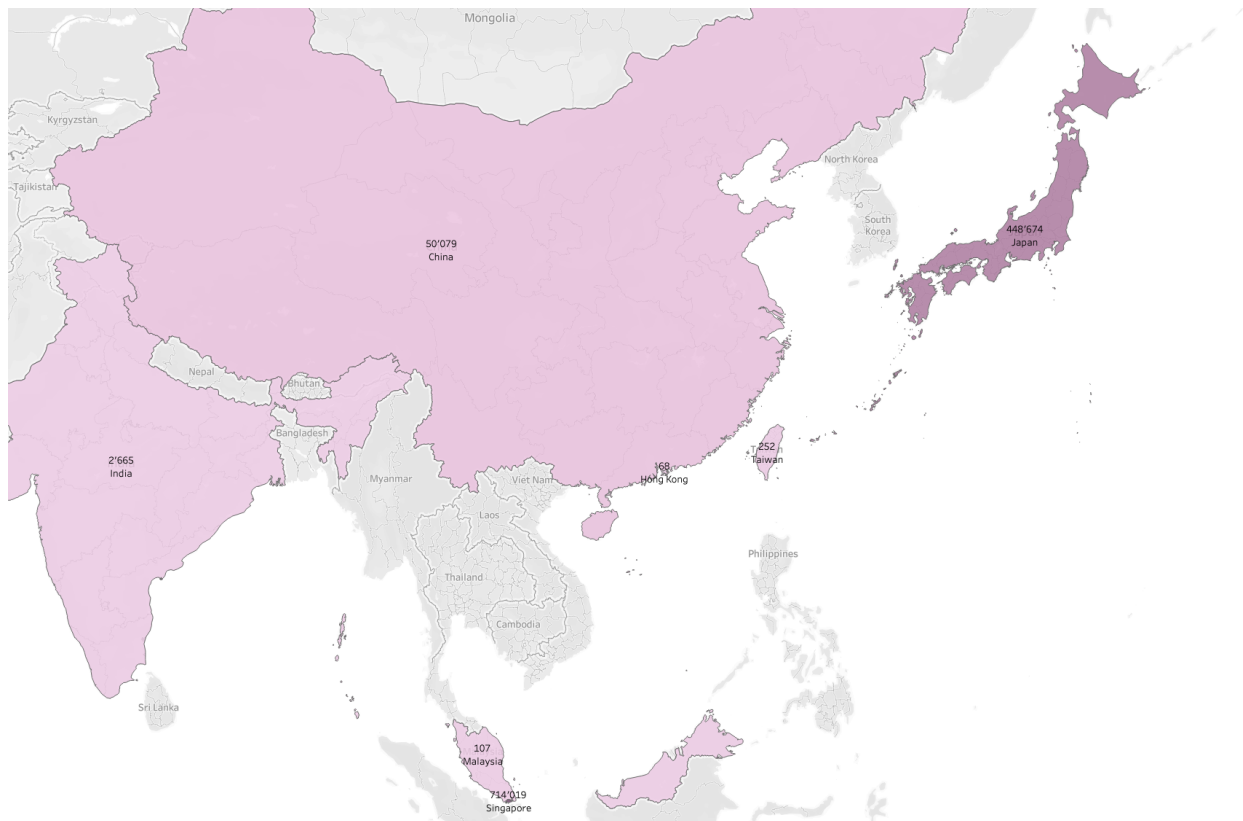 Mongolia
Kyrgyzstan
North Korea
Tajikistan
South
Korea
448’674
Japan
50’079
China
Nepal
Bhutan
Bangladesh
252
Taiwan
2’665
India
Hong Kong
Myanmar
Viet Nam
Laos
Philippines
Thailand
Cambodia
Sri Lanka
107
Malaysia
714’019
Singapore